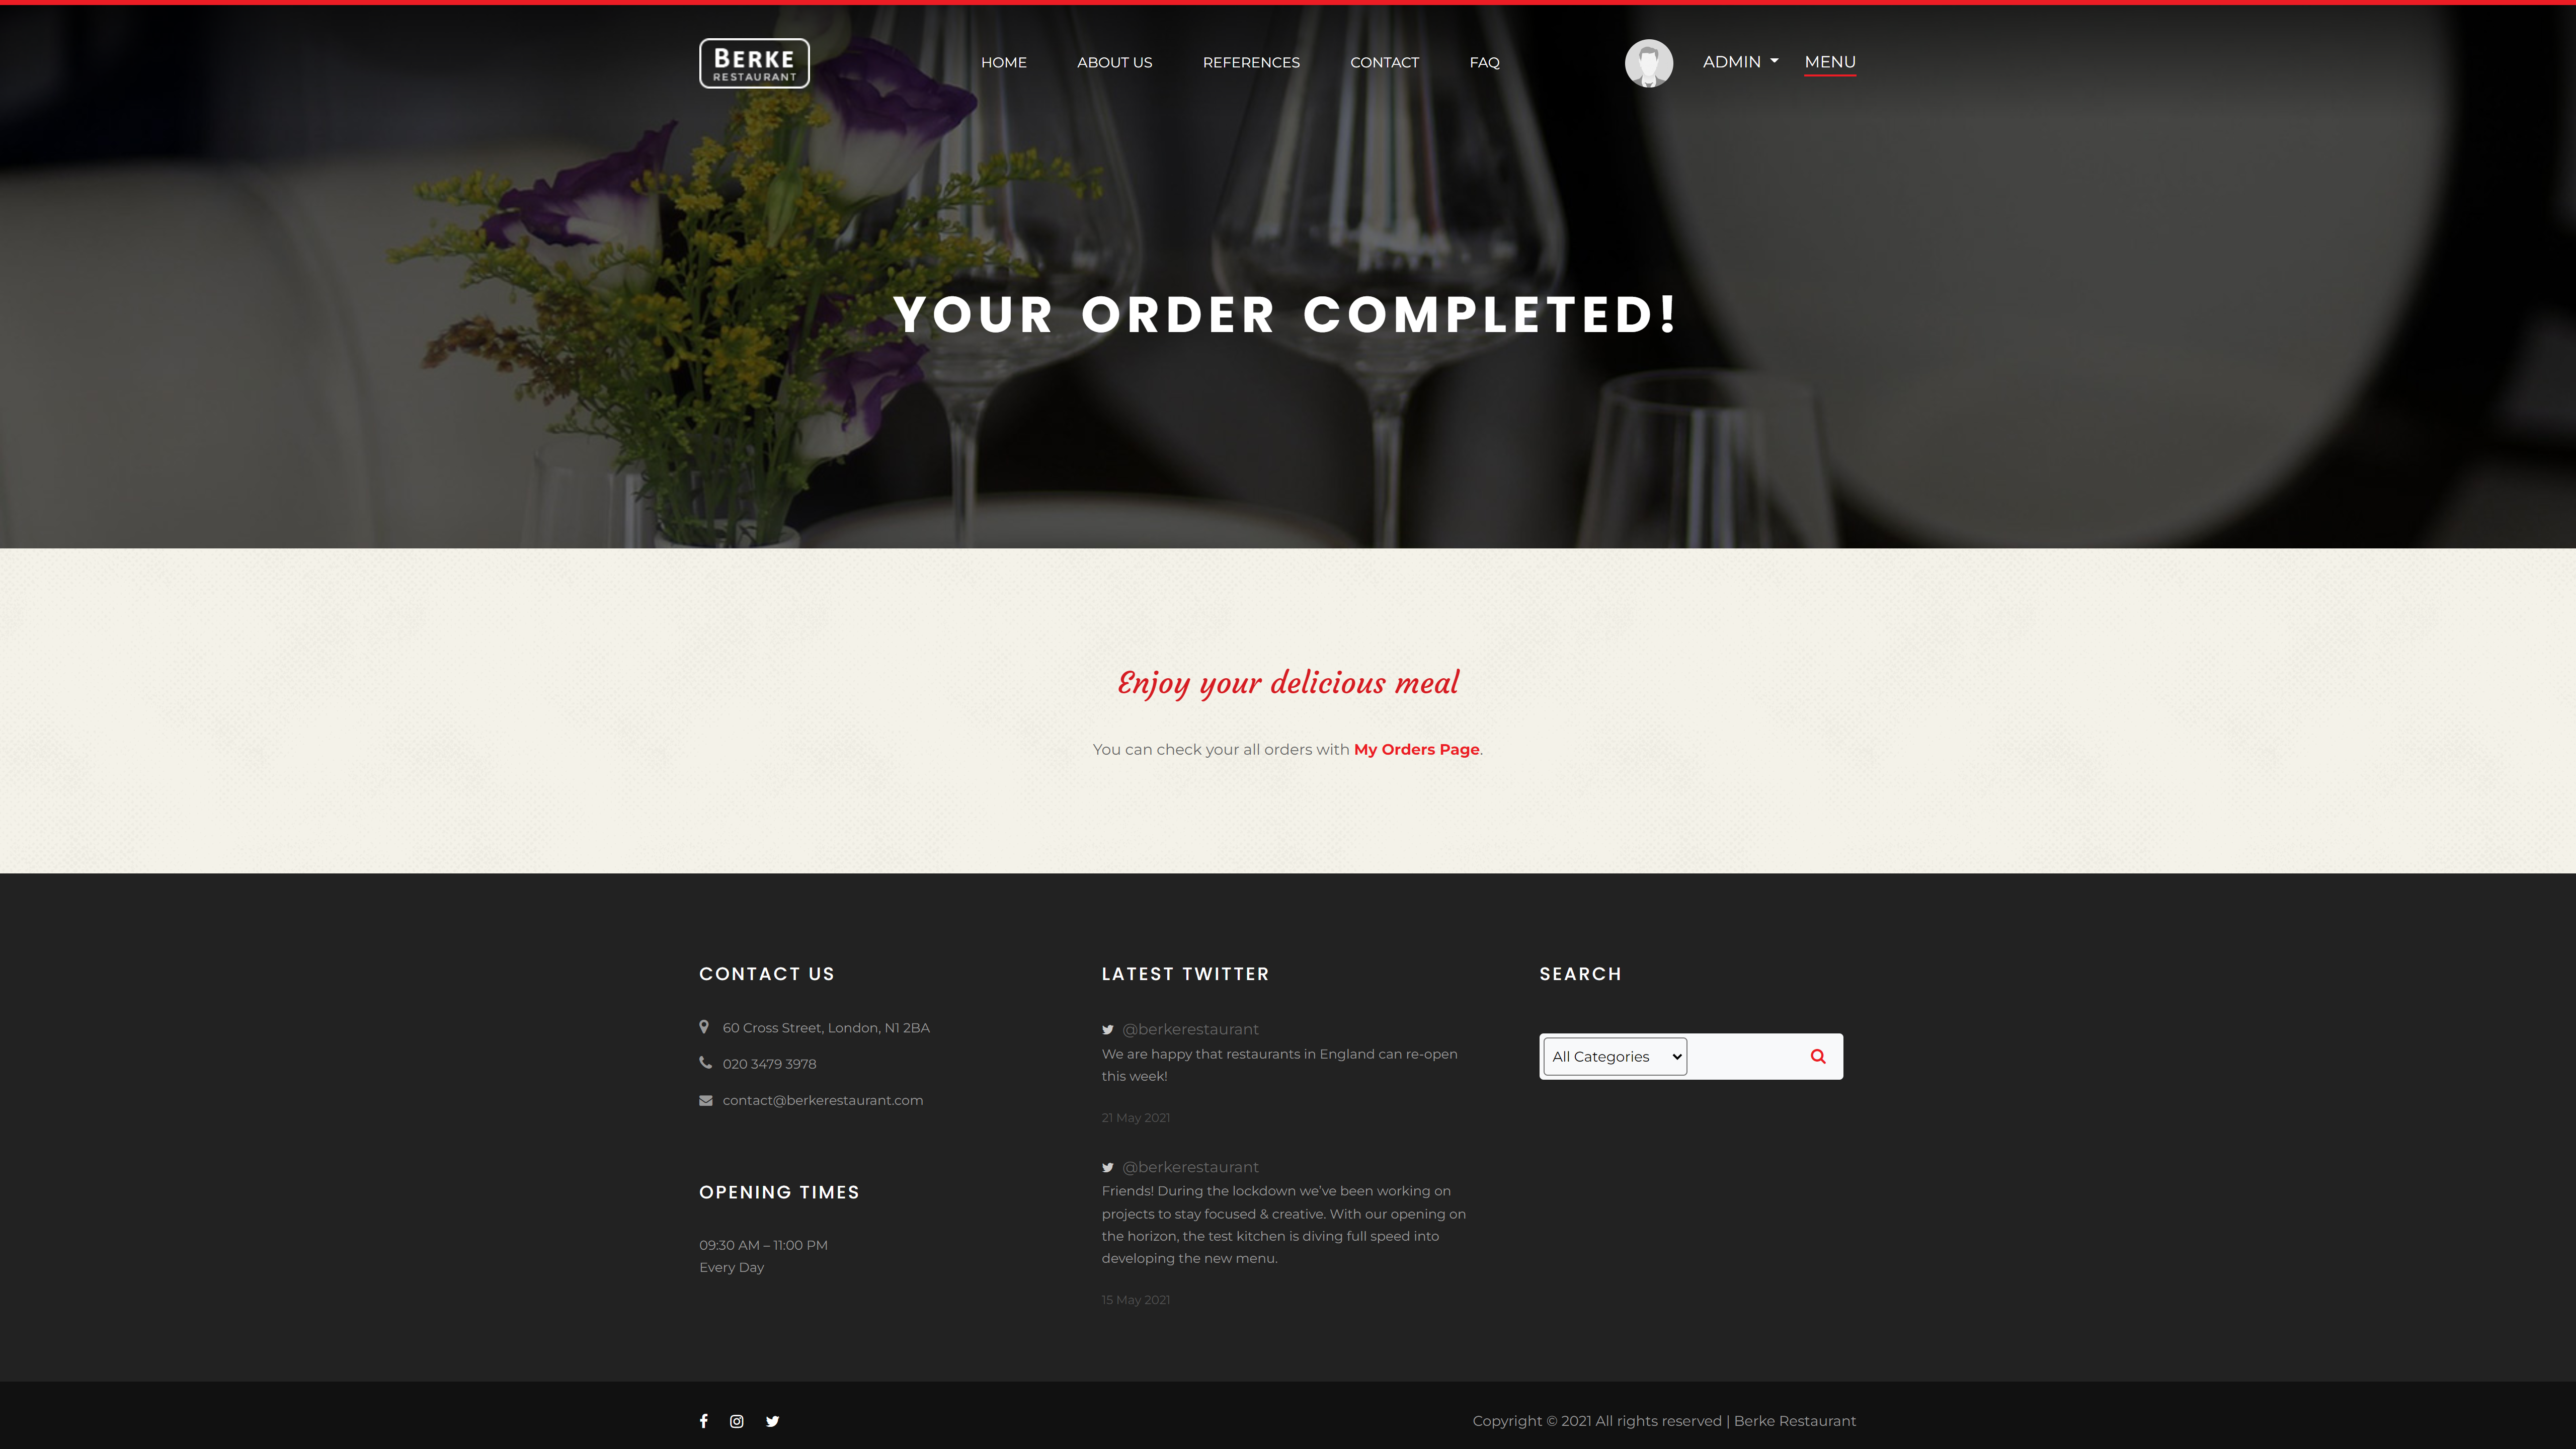 BERKE
RESTAURANT
HOME ABOUT US REFERENCES CONTACT FAQ
ADMIN MENU
YOUR ORDER COMPLETED!
Enjoy your delicious meal
You can check your all orders with My Orders Page.
CONTACT US
60 Cross Street, London, N1 2BA
020 3479 3978
contact@berkerestaurant.com
OPENING TIMES
09:30 AM – 11:00 PM
Every Day
LATEST TWITTER
@berkerestaurant
We are happy that restaurants in England can re-open
this week!
21 May 2021
@berkerestaurant
Friends! During the lockdown we've been working on
projects to stay focused & creative. With our opening on
the horizon, the test kitchen is diving full speed into
developing the new menu.
15 May 2021
SEARCH
All Categories
Copyright © 2021 All rights reserved | Berke Restaurant